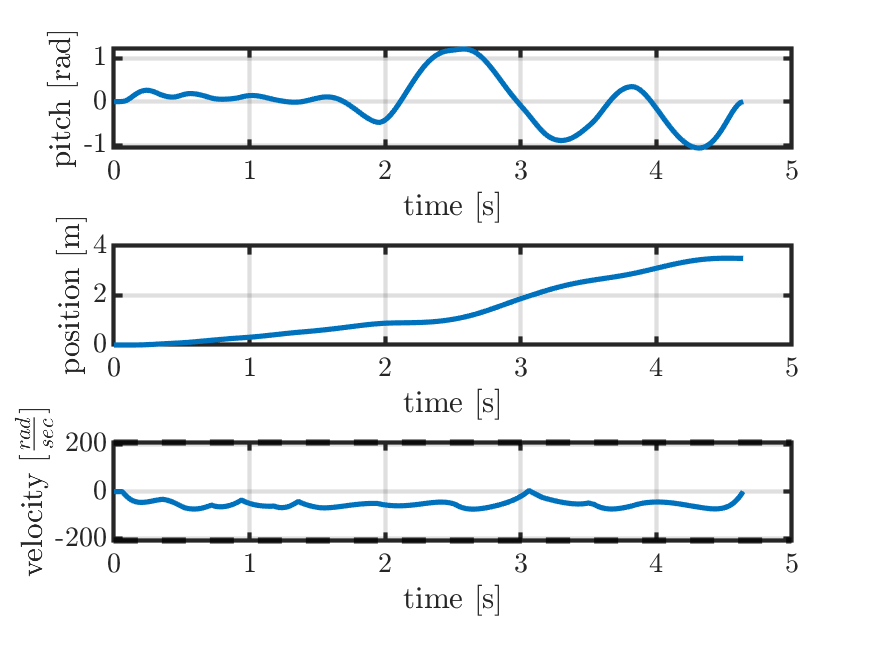 pitch [rad]
1
0
-1
0 1 2 3 4 5
time [s]
position [m]
4
2
0
0 1 2 3 4 5
time [s]
velocity [rad/sec]
200
0
-200
0 1 2 3 4 5
time [s]